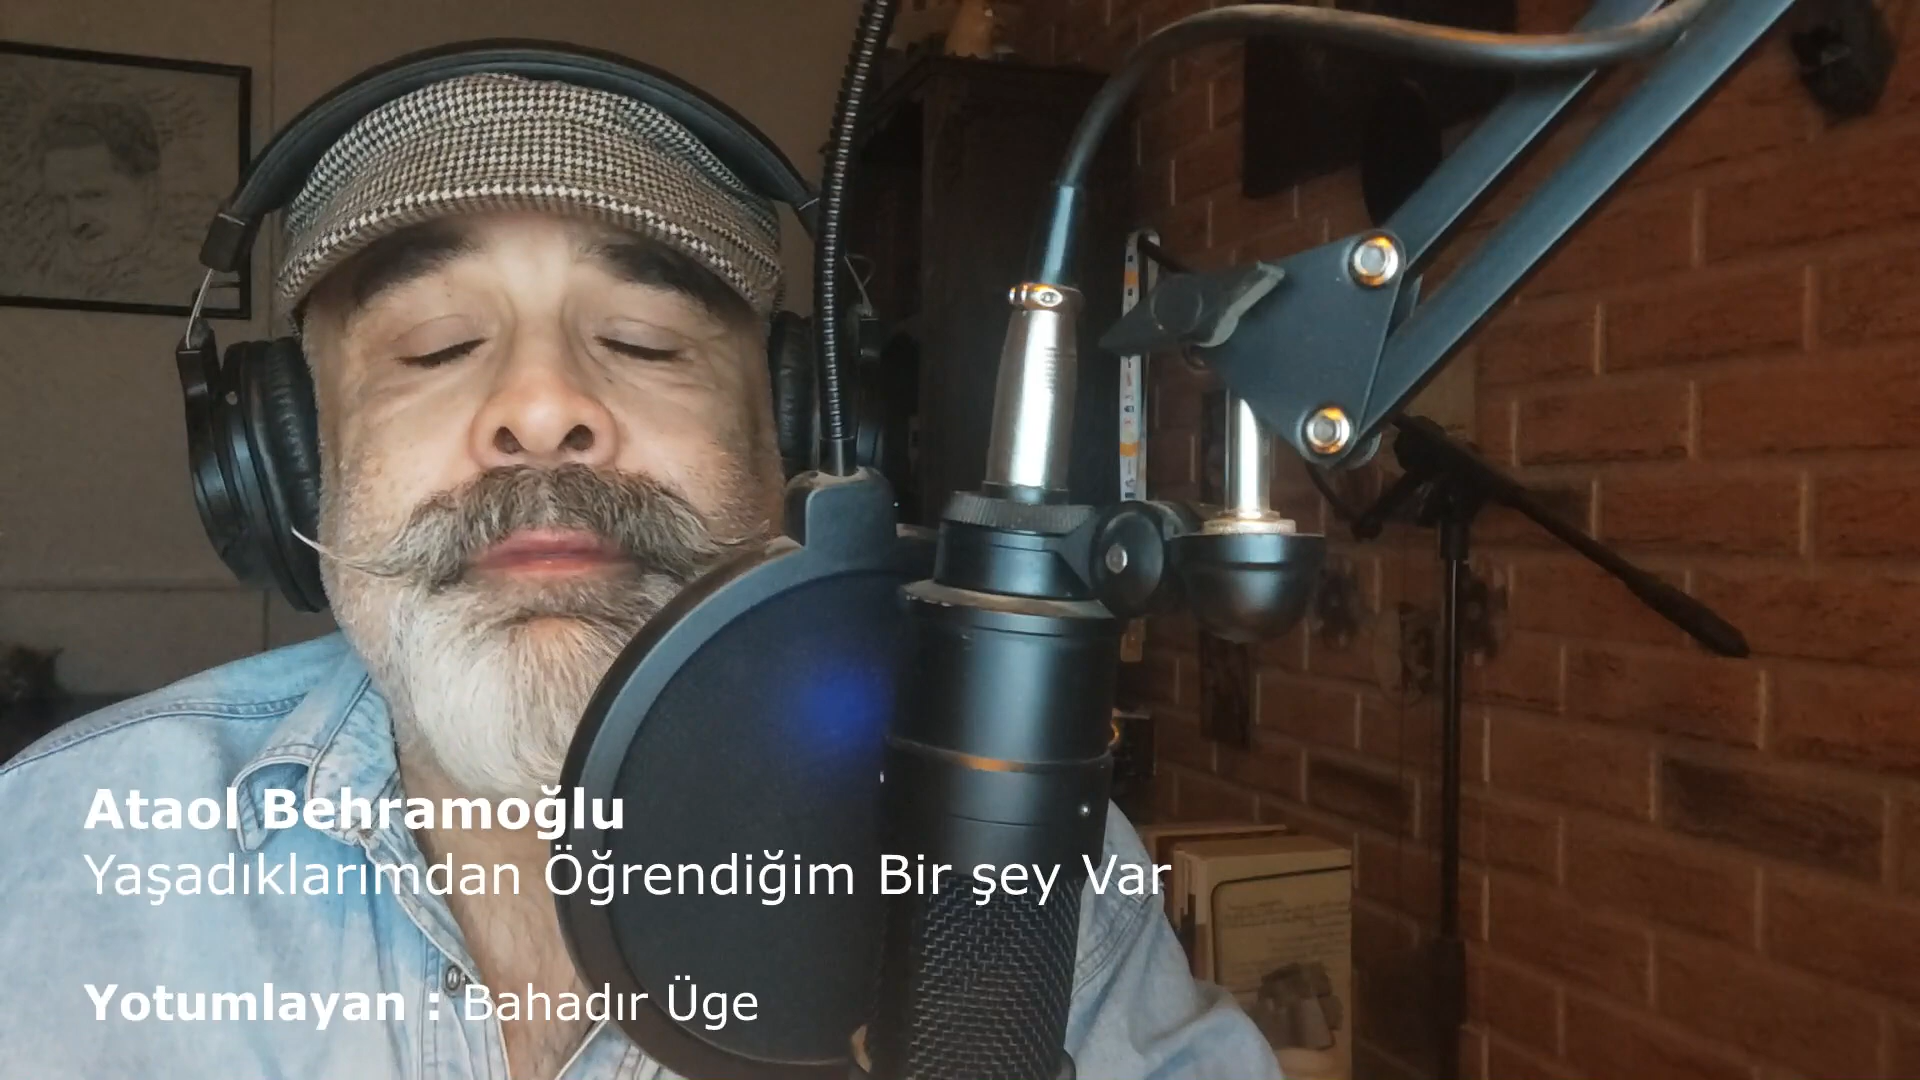 Ataol Behramoğlu
Yaşadıklarımdan Öğrendiğim Bir şey Var
Yotumlayan : Bahadır Üge